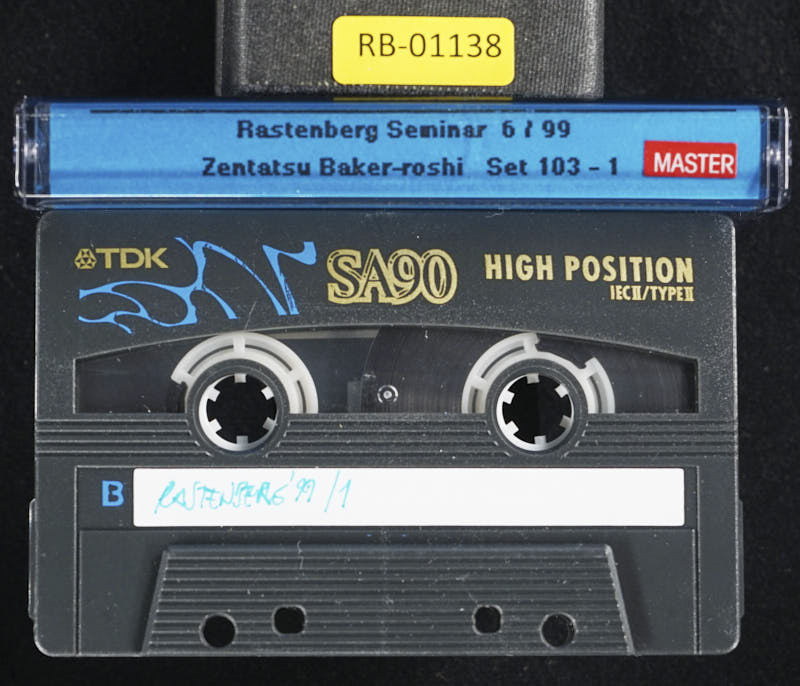 RB-01138
Rastenberg Seminar 6 / 99
Zentatsu Baker-roshi Set 103 - 1
MASTER
TDK
SA90
HIGH POSITION
IECII/TYPEII
B
RASTENBERG '99 /1